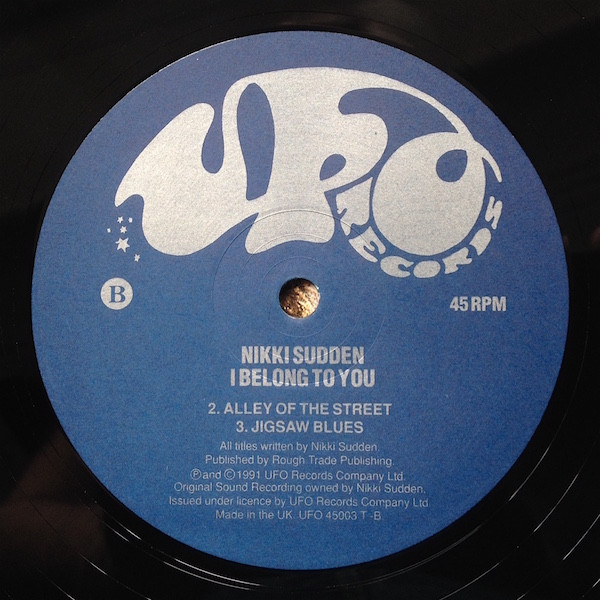 UFO
RECORDS
B
45 RPM
NIKKI SUDDEN
I BELONG TO YOU
2. ALLEY OF THE STREET
3. JIGSAW BLUES
All titles written by Nikki Sudden.
Published by Rough Trade Publishing.
℗ and © 1991 UFO Records Company Ltd.
Original Sound Recording owned by Nikki Sudden.
Issued under licence by UFO Records Company Ltd
Made in the UK. UFO 45003 T -B.